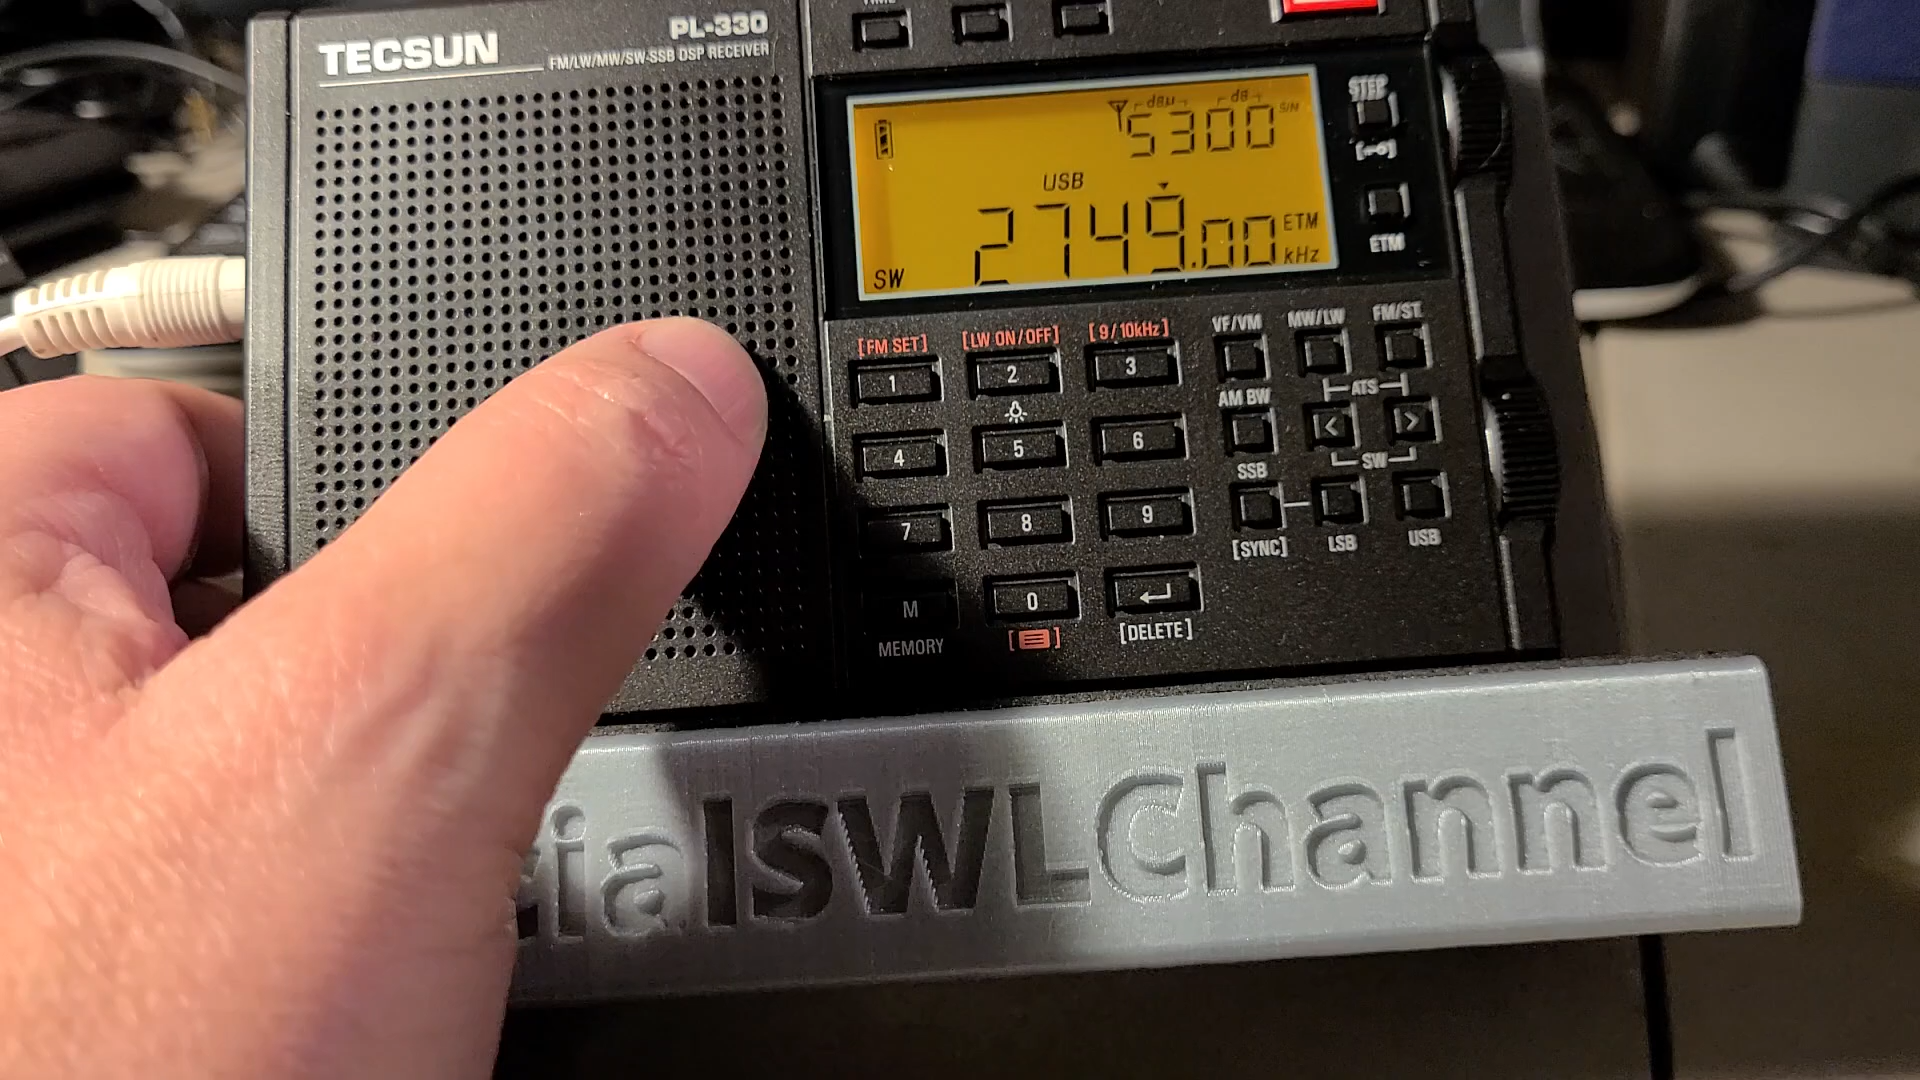 TECSUN
PL-330
FM/LW/MW/SW-SSB DSP RECEIVER
dBµ dB S/N
5300
USB
2749.00
ETM
kHz
SW
STEP
ETM
[FM SET] [LW ON/OFF] [9/10kHz]
1 2 3
4 5 6
7 8 9
M 0
MEMORY
[DELETE]
VF/VM MW/LW FM/ST.
ATS
AM BW < >
SW
SSB
[SYNC] LSB USB
ialSWLChannel